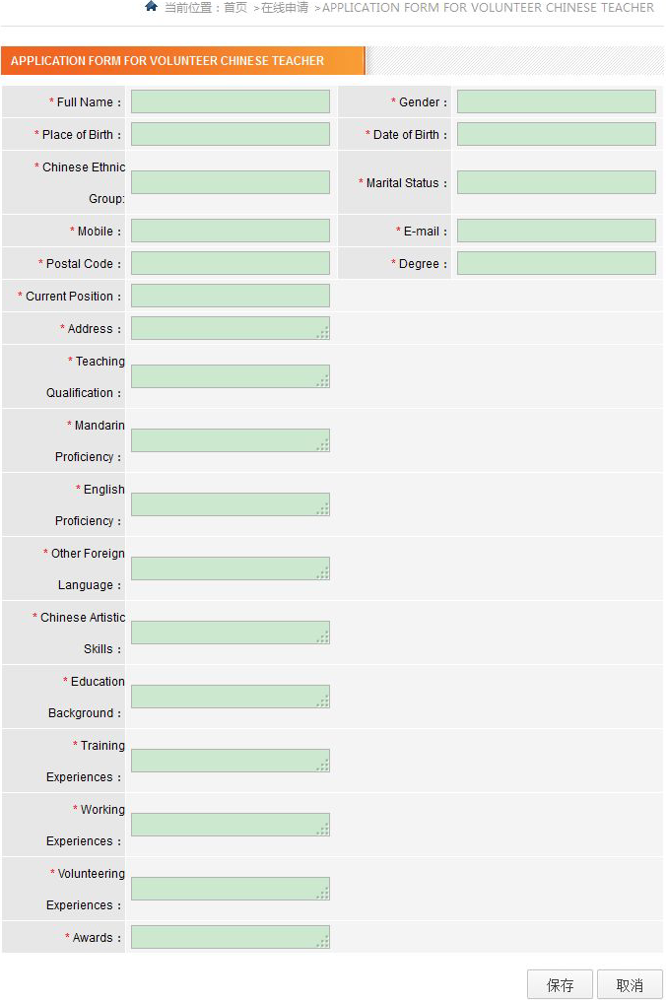 当前位置：首页 >在线申请 >APPLICATION FORM FOR VOLUNTEER CHINESE TEACHER
APPLICATION FORM FOR VOLUNTEER CHINESE TEACHER
* Full Name： * Gender：
* Place of Birth： * Date of Birth：
* Chinese Ethnic
Group: * Marital Status：
* Mobile： * E-mail：
* Postal Code： * Degree：
* Current Position：
* Address：
* Teaching
Qualification：
* Mandarin
Proficiency：
* English
Proficiency：
* Other Foreign
Language：
* Chinese Artistic
Skills：
* Education
Background：
* Training
Experiences：
* Working
Experiences：
* Volunteering
Experiences：
* Awards：
保存 取消